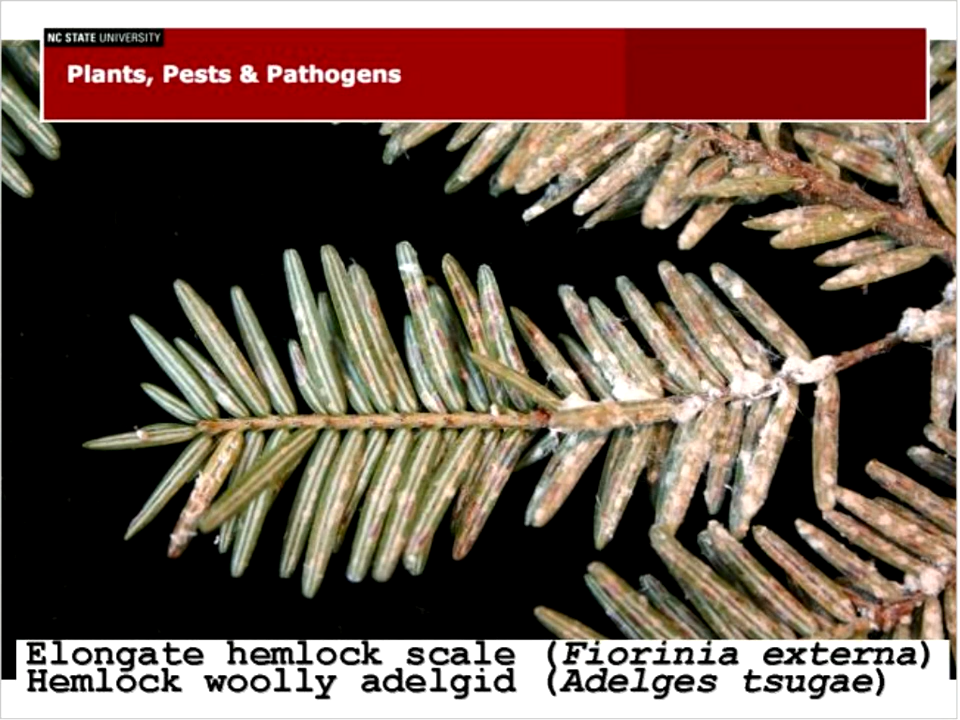 NC STATE UNIVERSITY
Plants, Pests & Pathogens
Elongate hemlock scale (Fiorinia externa)
Hemlock woolly adelgid (Adelges tsugae)